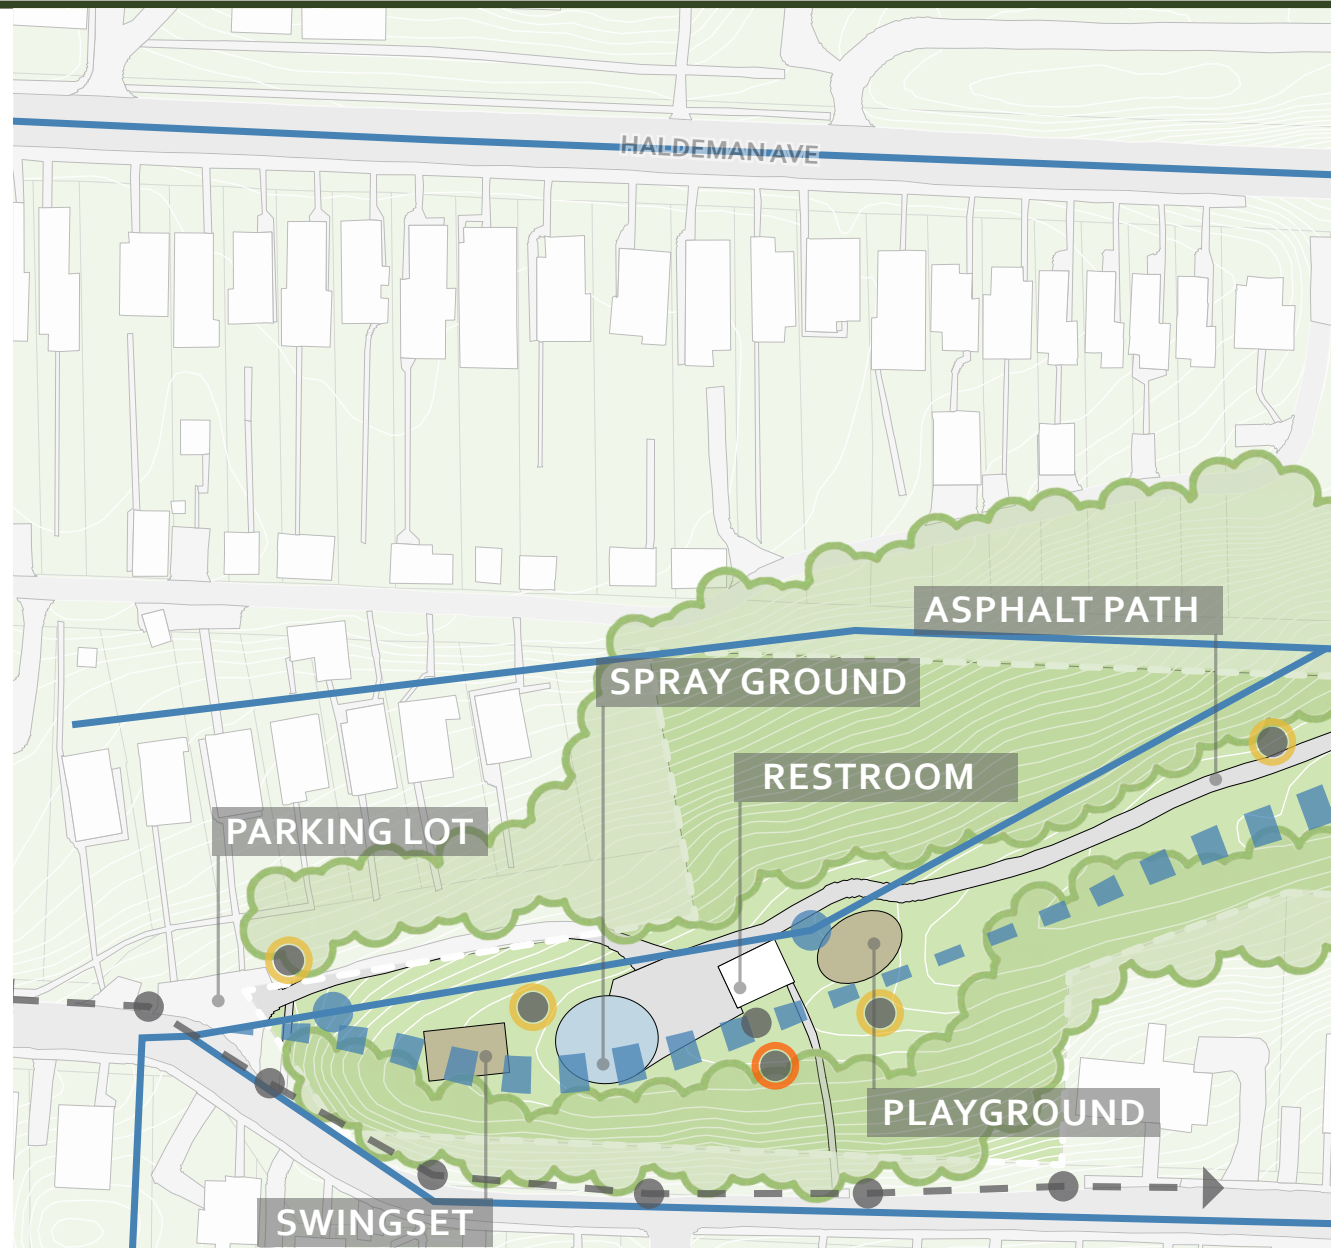 HALDEMAN AVE
ASPHALT PATH
SPRAY GROUND
RESTROOM
PARKING LOT
PLAYGROUND
SWINGSET